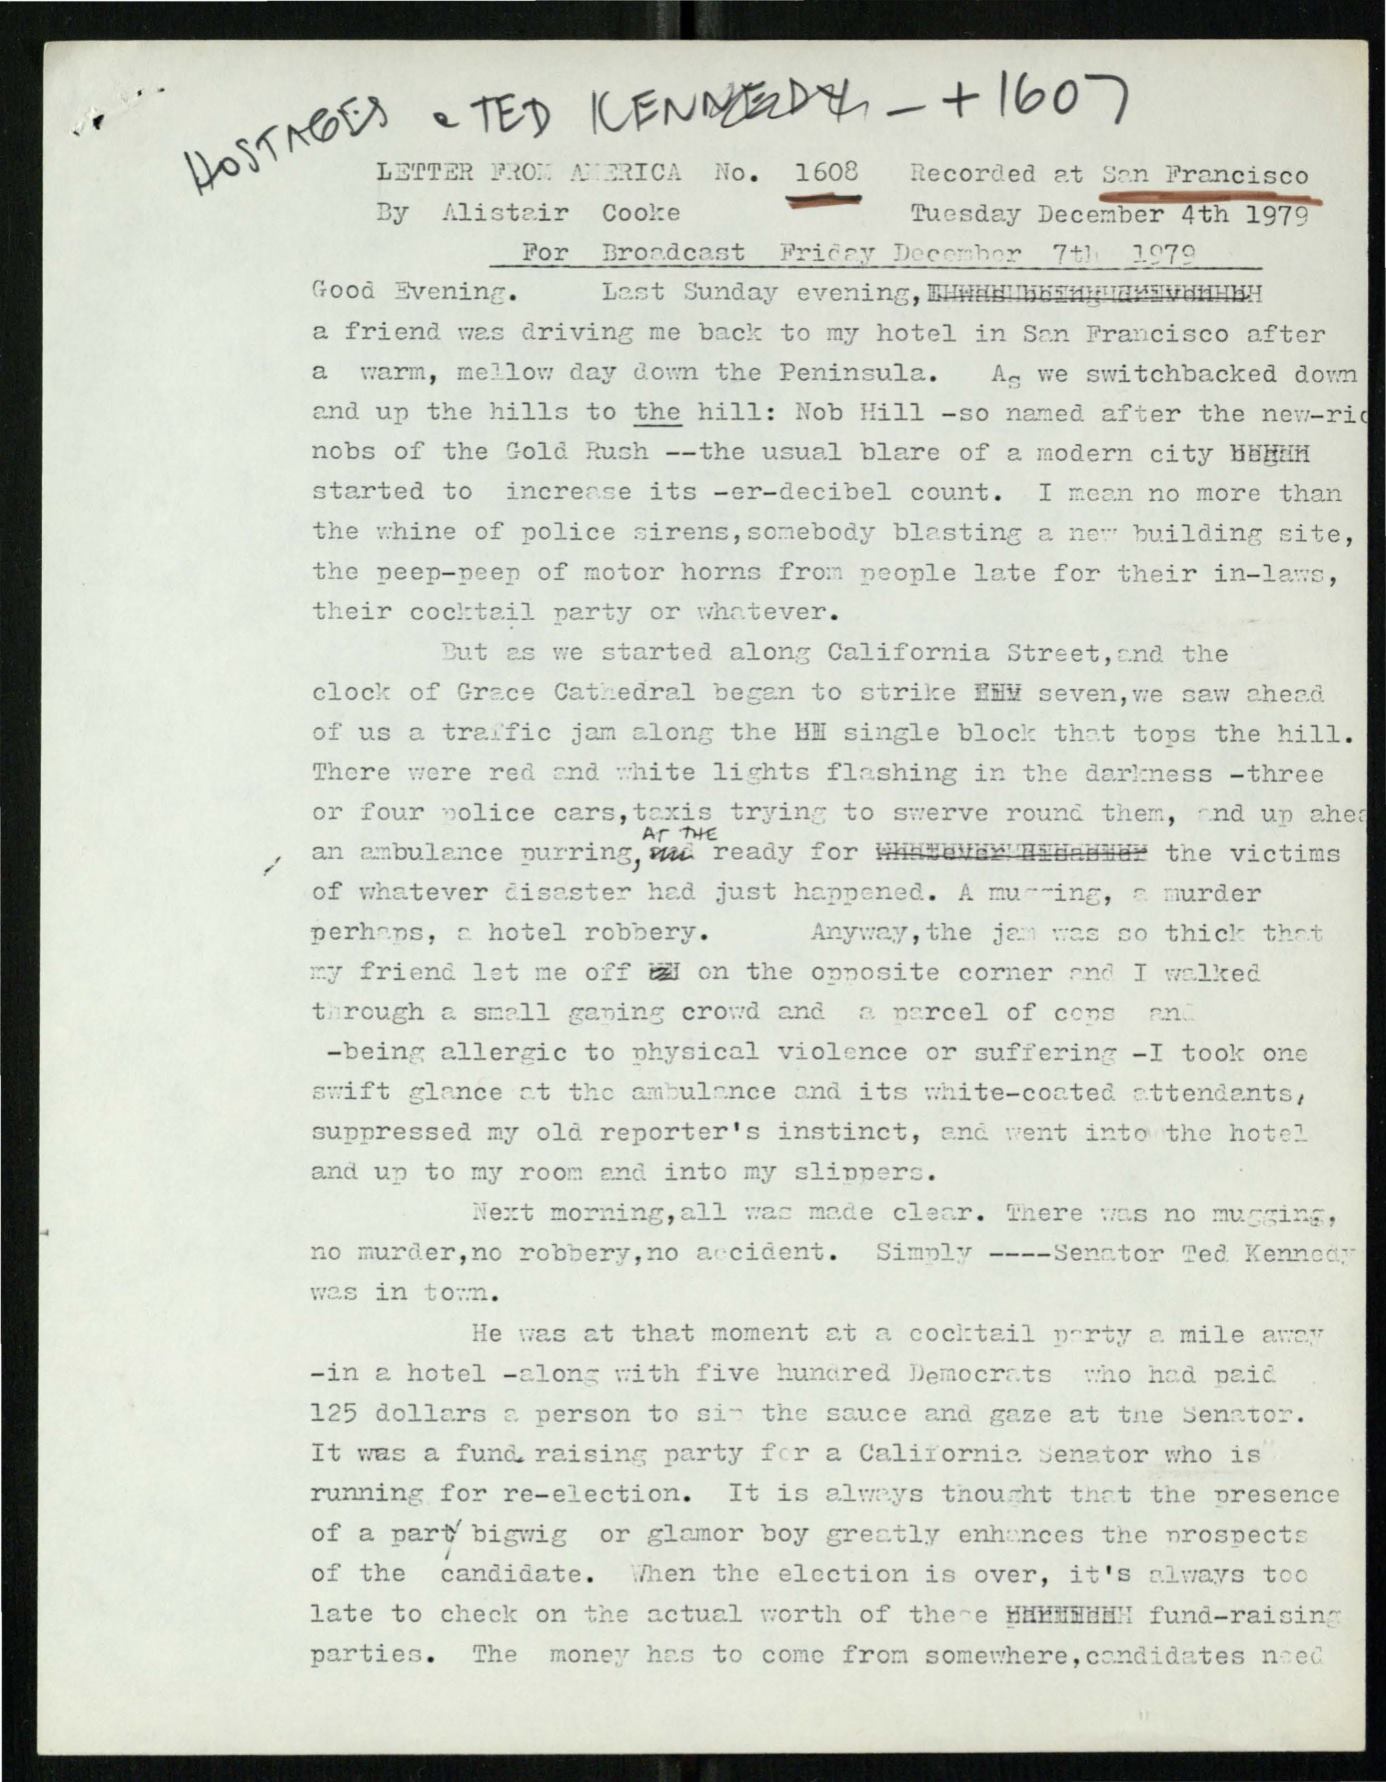 HOSTAGES & TED KENNEDY - + 1607
LETTER FROM AMERICA No. 1608 Recorded at San Francisco
By Alistair Cooke Tuesday December 4th 1979
For Broadcast Friday December 7th 1979
Good Evening. Last Sunday evening,
a friend was driving me back to my hotel in San Francisco after
a warm, mellow day down the Peninsula. As we switchbacked down
and up the hills to the hill: Nob Hill -so named after the new-ric
nobs of the Gold Rush --the usual blare of a modern city
started to increase its -er-decibel count. I mean no more than
the whine of police sirens,somebody blasting a new building site,
the peep-peep of motor horns from people late for their in-laws,
their cocktail party or whatever.
But as we started along California Street,and the
clock of Grace Cathedral began to strike seven,we saw ahead
of us a traffic jam along the single block that tops the hill.
There were red and white lights flashing in the darkness -three
or four police cars,taxis trying to swerve round them, and up ahea
AT THE
an ambulance purring, ready for the victims
of whatever disaster had just happened. A mugging, a murder
perhaps, a hotel robbery. Anyway,the jam was so thick that
my friend let me off on the opposite corner and I walked
through a small gaping crowd and a parcel of cops and
-being allergic to physical violence or suffering -I took one
swift glance at the ambulance and its white-coated attendants,
suppressed my old reporter's instinct, and went into the hotel
and up to my room and into my slippers.
Next morning,all was made clear. There was no mugging,
no murder,no robbery,no accident. Simply ----Senator Ted Kennedy
was in town.
He was at that moment at a cocktail party a mile away
-in a hotel -along with five hundred Democrats who had paid
125 dollars a person to sip the sauce and gaze at the Senator.
It was a fund raising party for a California Senator who is
running for re-election. It is always thought that the presence
of a party bigwig or glamor boy greatly enhances the prospects
of the candidate. When the election is over, it's always too
late to check on the actual worth of these fund-raising
parties. The money has to come from somewhere,candidates need